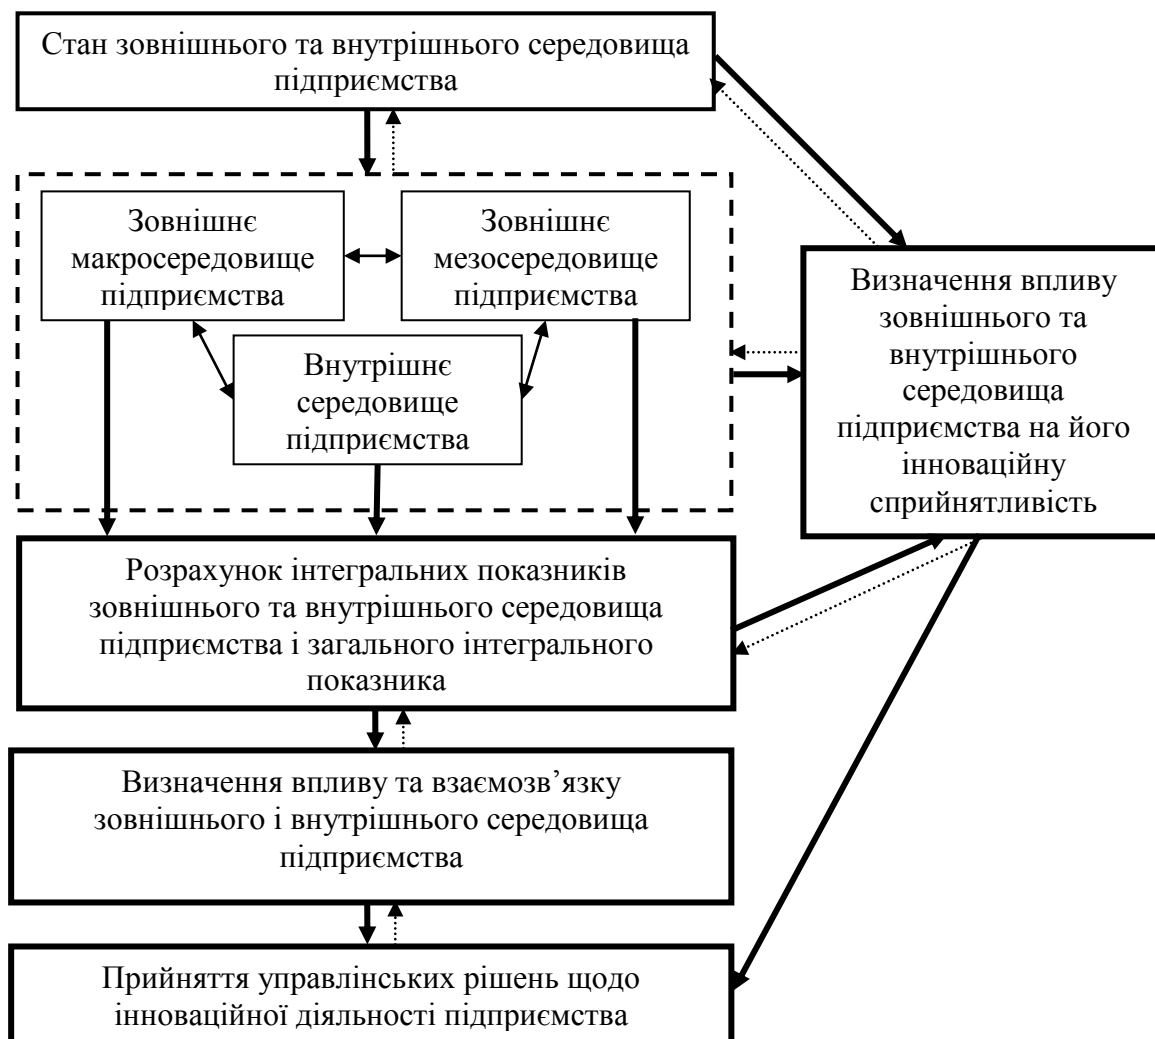 Стан зовнішнього та внутрішнього середовища
підприємства
Зовнішнє
макросередовище
підприємства
Зовнішнє
мезосередовище
підприємства
Внутрішнє
середовище
підприємства
Визначення впливу
зовнішнього та
внутрішнього
середовища
підприємства на його
інноваційну
сприйнятливість
Розрахунок інтегральних показників
зовнішнього та внутрішнього середовища
підприємства і загального інтегрального
показника
Визначення впливу та взаємозв’язку
зовнішнього і внутрішнього середовища
підприємства
Прийняття управлінських рішень щодо
інноваційної діяльності підприємства